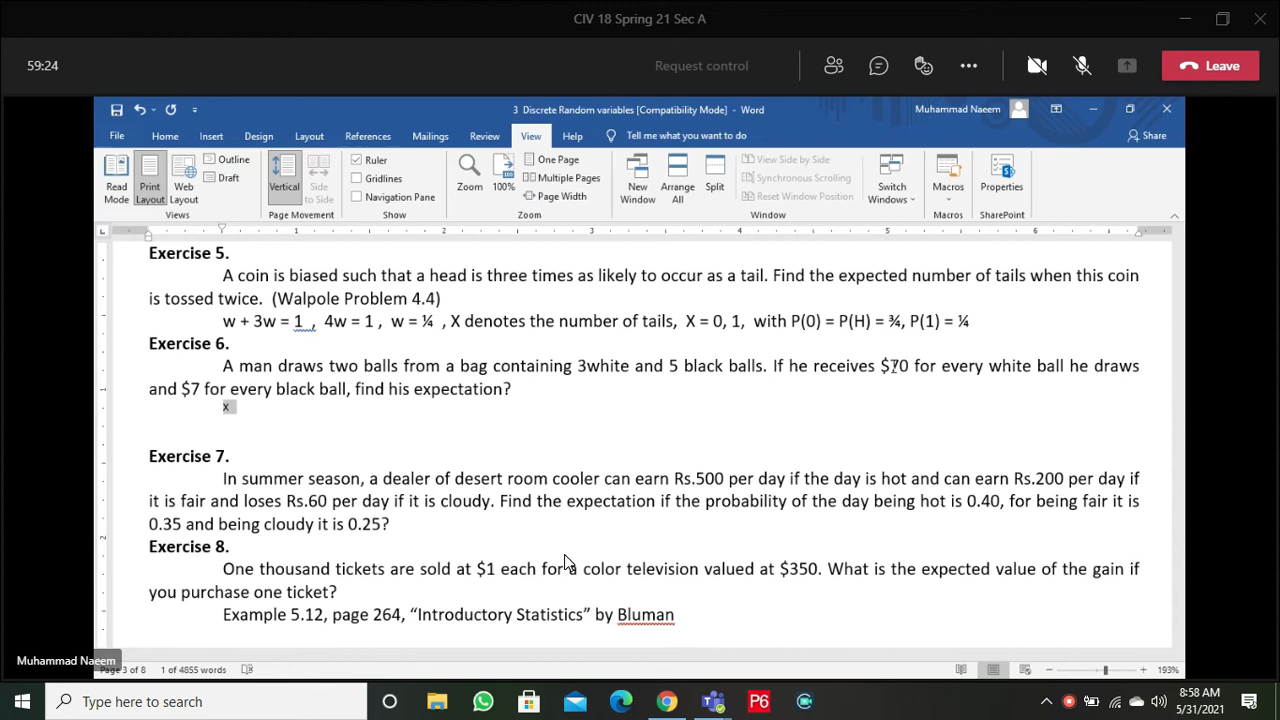 CIV 18 Spring 21 Sec A
59:24
Request control
Leave
3 Discrete Random variables [Compatibility Mode] - Word
Muhammad Naeem
File Home Insert Design Layout References Mailings Review View Help Tell me what you want to do Share
Read Mode
Print Layout
Web Layout
Outline
Draft
Views
Vertical
Side to Side
Page Movement
Ruler
Gridlines
Navigation Pane
Show
Zoom
100%
One Page
Multiple Pages
Page Width
Zoom
New Window
Arrange All
Split
View Side by Side
Synchronous Scrolling
Reset Window Position
Window
Switch Windows
Macros
Macros
Properties
SharePoint
1 2 3 4 5 6
Exercise 5.
A coin is biased such that a head is three times as likely to occur as a tail. Find the expected number of tails when this coin
is tossed twice. (Walpole Problem 4.4)
w + 3w = 1 , 4w = 1 , w = ¼ , X denotes the number of tails, X = 0, 1, with P(0) = P(H) = ¾, P(1) = ¼
Exercise 6.
A man draws two balls from a bag containing 3white and 5 black balls. If he receives $70 for every white ball he draws
and $7 for every black ball, find his expectation?
x
Exercise 7.
In summer season, a dealer of desert room cooler can earn Rs.500 per day if the day is hot and can earn Rs.200 per day if
it is fair and loses Rs.60 per day if it is cloudy. Find the expectation if the probability of the day being hot is 0.40, for being fair it is
0.35 and being cloudy it is 0.25?
Exercise 8.
One thousand tickets are sold at $1 each for a color television valued at $350. What is the expected value of the gain if
you purchase one ticket?
Example 5.12, page 264, “Introductory Statistics” by Bluman
Muhammad Naeem
Page 3 of 8 1 of 4855 words
193%
Type here to search
P6
8:58 AM
5/31/2021